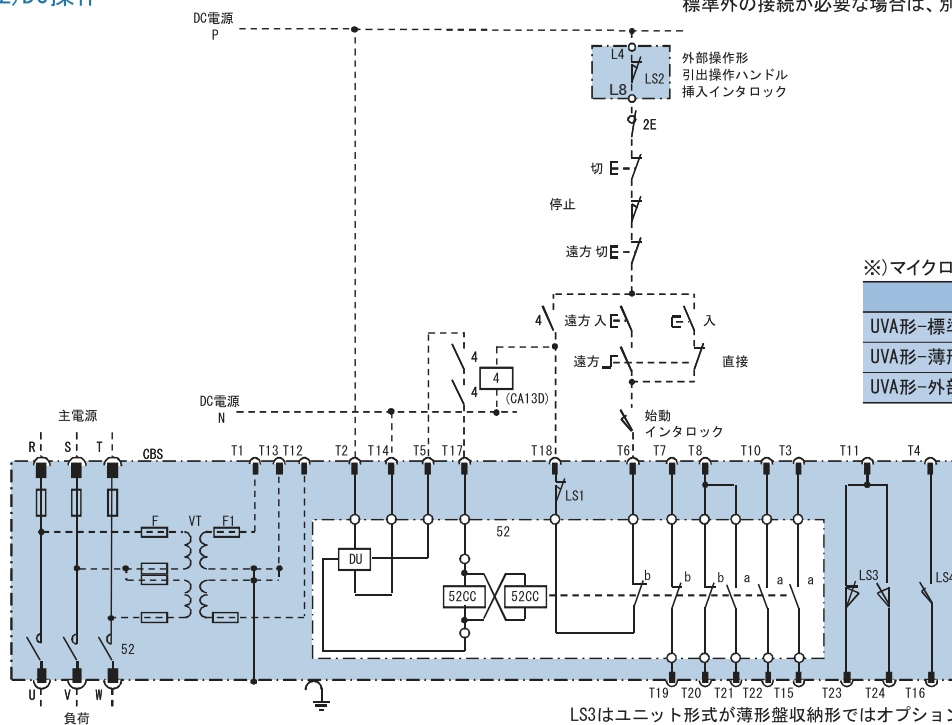 DC操作
標準外の接続が必要な場合は、別
DC電源
P
L4
LS2
L8
外部操作形
引出操作ハンドル
挿入インタロック
2E
切
停止
遠方 切
※)マイクロ
UVA形-標準
UVA形-薄形
UVA形-外部
4
遠方 入
入
遠方
直接
4
4
4
(CA13D)
DC電源
N
始動
インタロック
主電源
R S T
CBS
T1 T13 T12 T2 T14 T5 T17 T18 T6 T7 T8 T10 T3 T11 T4
LS1
52
F VT F1
DU
52CC 52CC
b b b a a a
LS3
LS4
52
U V W
負荷
T19 T20 T21 T22 T15 T23 T24 T16
LS3はユニット形式が薄形盤収納形ではオプション